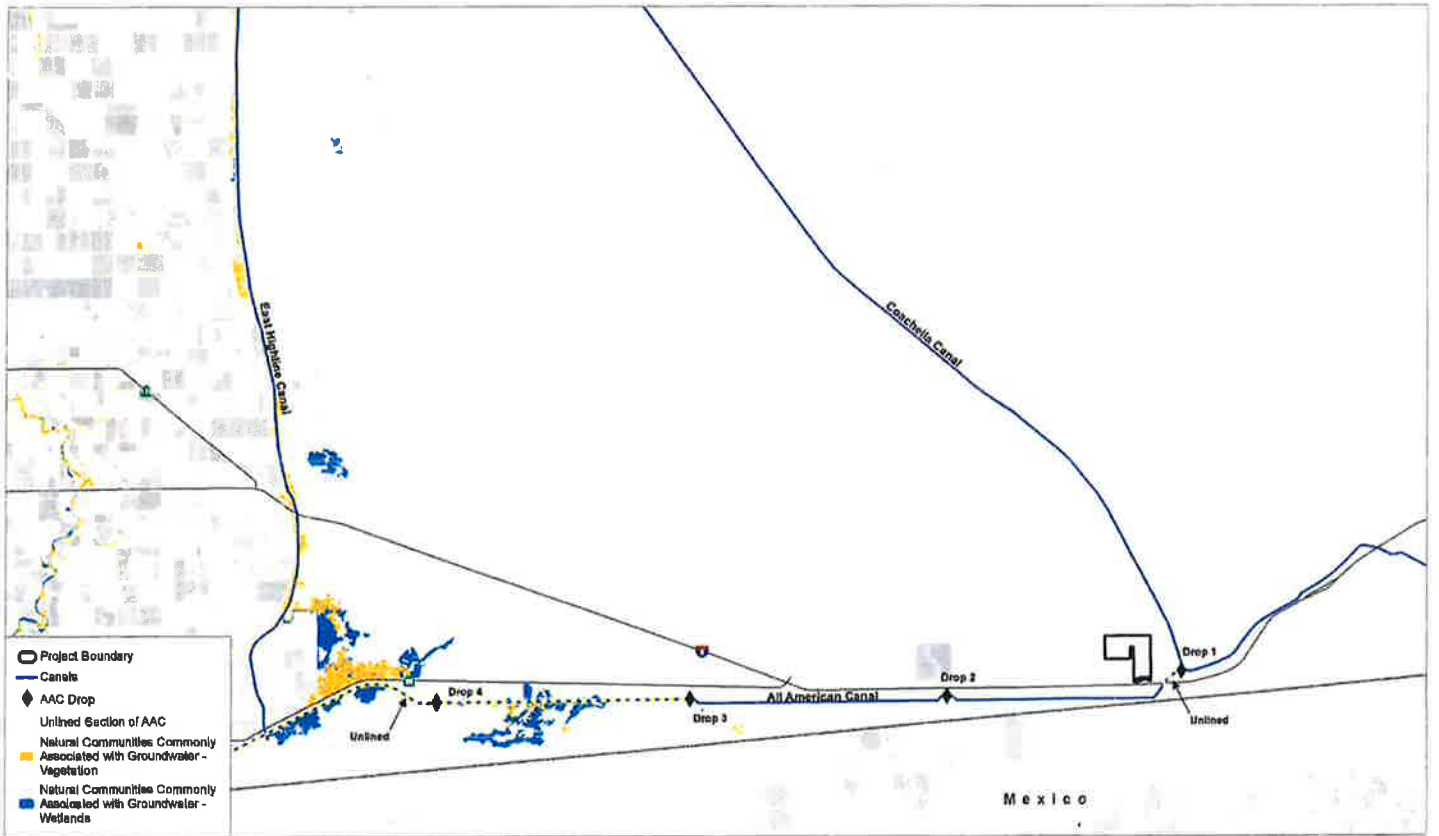 East Highline Canal
Coachella Canal
Drop 1
Drop 2
All American Canal
Drop 4
Drop 3
Unlined
Unlined
Mexico
Project Boundary
Canals
AAC Drop
Unlined Section of AAC
Natural Communities Commonly
Associated with Groundwater -
Vegetation
Natural Communities Commonly
Associated with Groundwater -
Wetlands